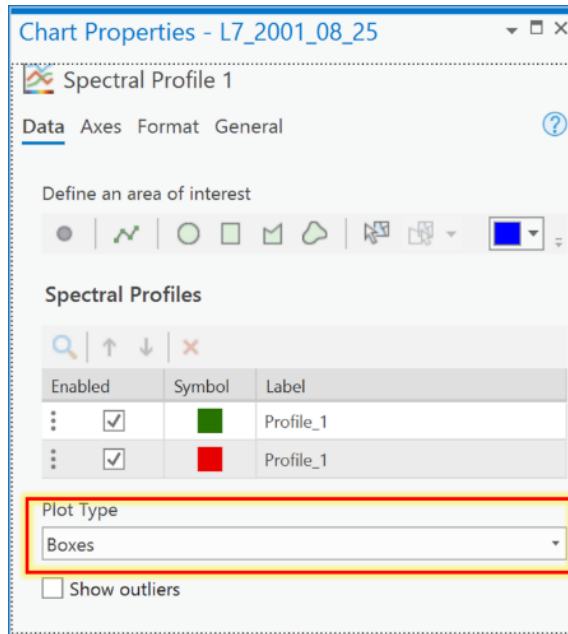 Chart Properties - L7_2001_08_25
Spectral Profile 1
Data Axes Format General
?
Define an area of interest
Spectral Profiles
Enabled Symbol Label
Profile_1
Profile_1
Plot Type
Boxes
Show outliers